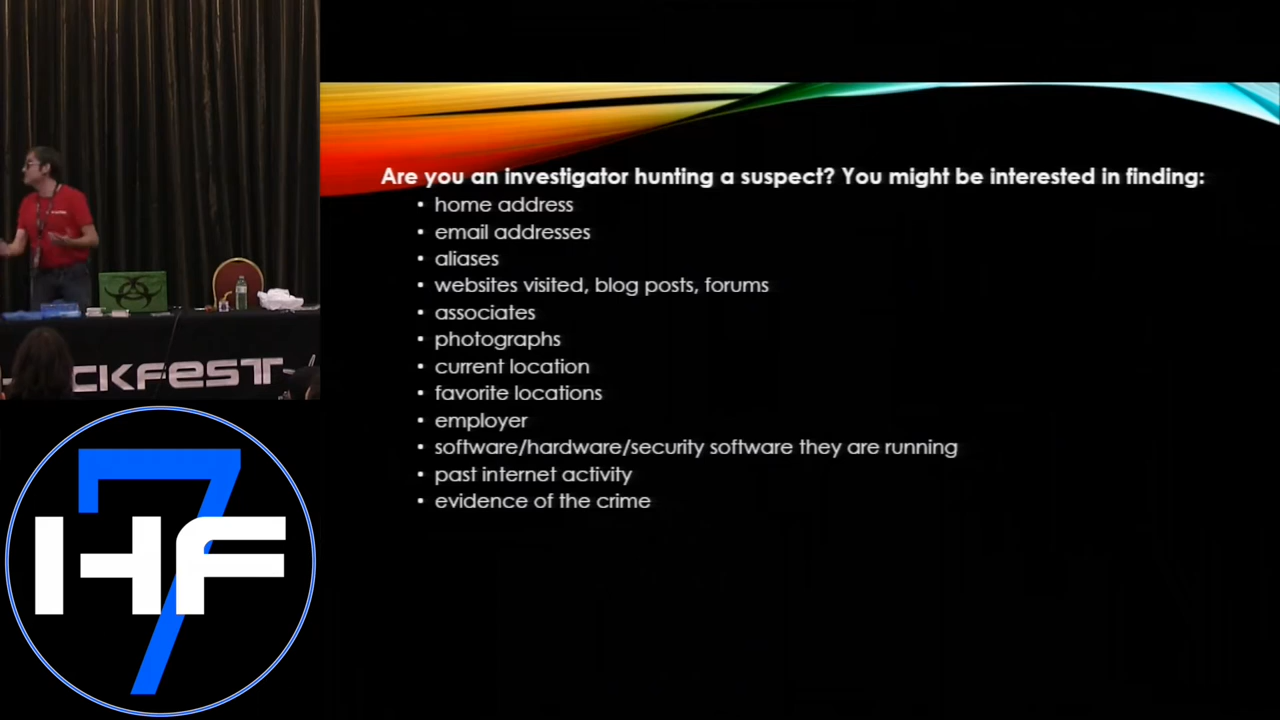 Are you an investigator hunting a suspect? You might be interested in finding:
• home address
• email addresses
• aliases
• websites visited, blog posts, forums
• associates
• photographs
• current location
• favorite locations
• employer
• software/hardware/security software they are running
• past internet activity
• evidence of the crime
CKFEST
7
HF